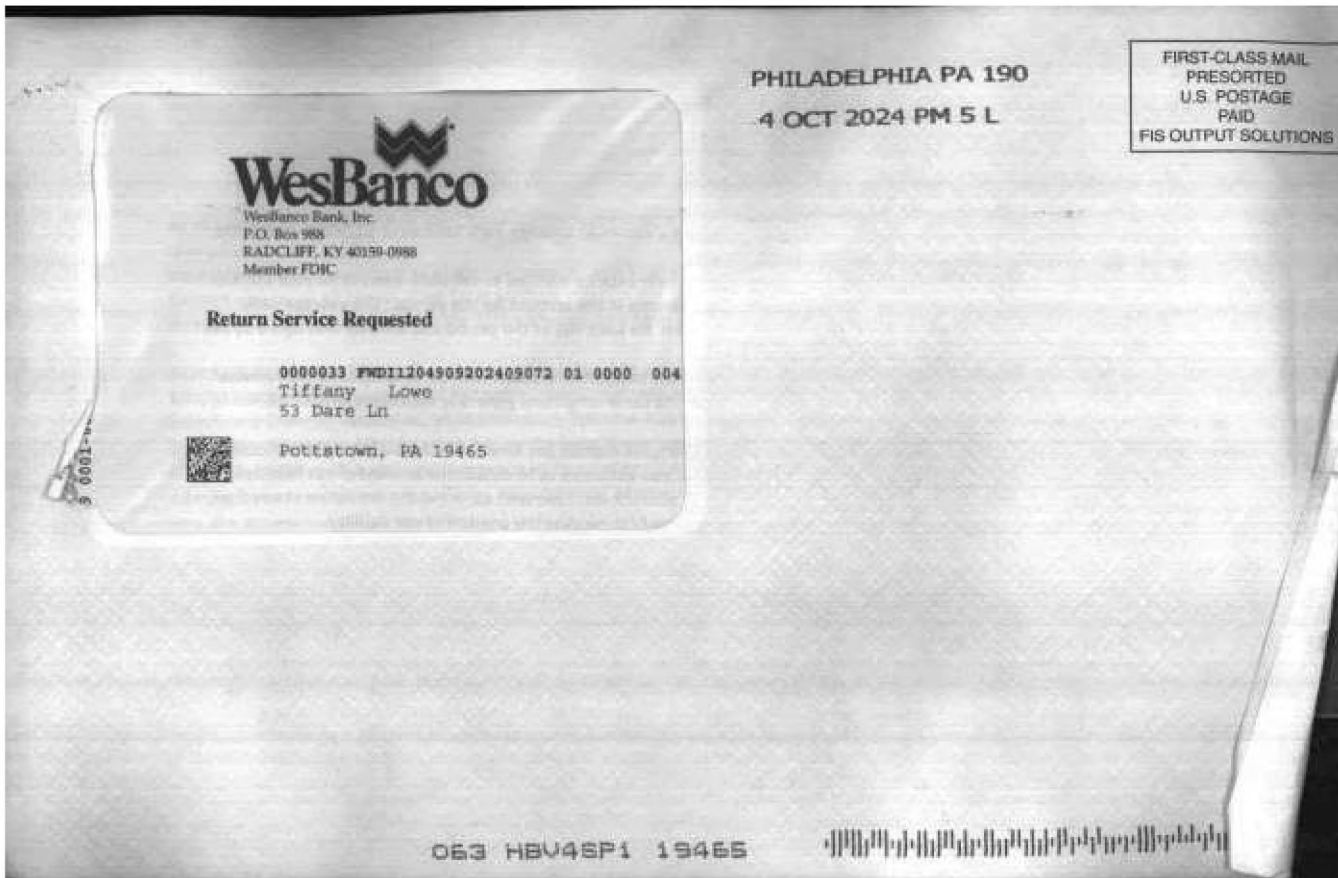 PHILADELPHIA PA 190
4 OCT 2024 PM 5 L
FIRST-CLASS MAIL
PRESORTED
U.S. POSTAGE
PAID
FIS OUTPUT SOLUTIONS
WesBanco
WesBanco Bank, Inc.
P.O. Box 988
RADCLIFF, KY 40159-0988
Member FDIC
Return Service Requested
0000033 FWDI1204909202409072 01 0000 004
Tiffany Lowe
53 Dare Ln
Pottstown, PA 19465
0001-
063 HBV4SP1 19465